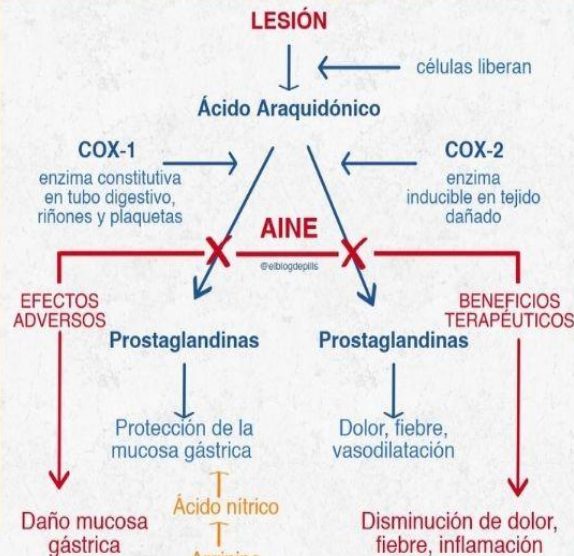 LESIÓN
células liberan
Ácido Araquidónico
COX-1
enzima constitutiva
en tubo digestivo,
riñones y plaquetas
COX-2
enzima
inducible en tejido
dañado
AINE
@elblogdepills
EFECTOS
ADVERSOS
BENEFICIOS
TERAPÉUTICOS
Prostaglandinas
Prostaglandinas
Protección de la
mucosa gástrica
Dolor, fiebre,
vasodilatación
Ácido nítrico
Daño mucosa
gástrica
Disminución de dolor,
fiebre, inflamación